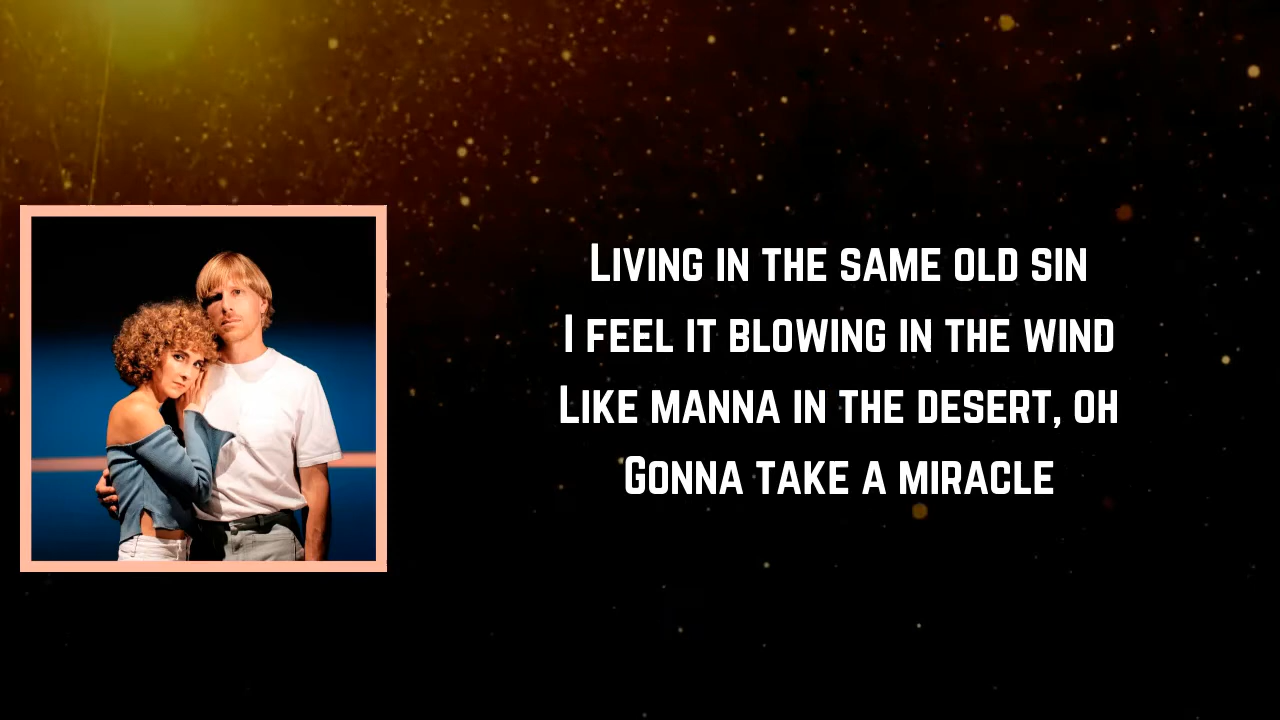 Living in the same old sin
I feel it blowing in the wind
Like manna in the desert, oh
Gonna take a miracle